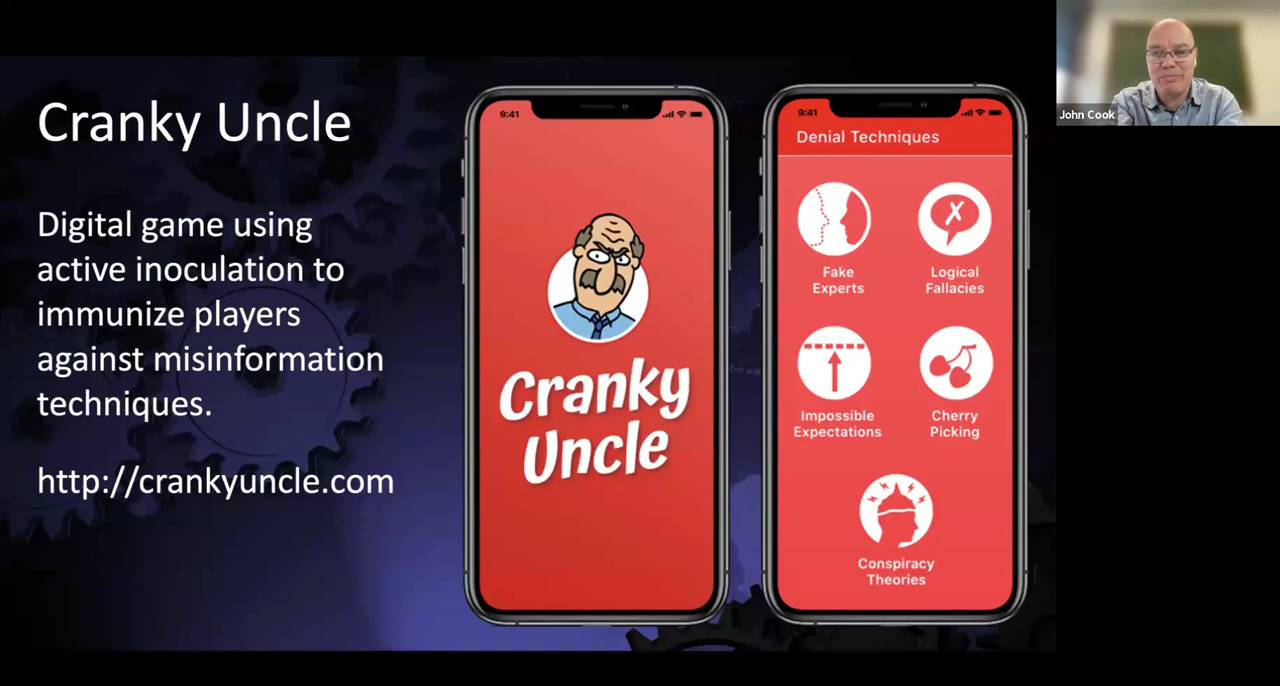 Cranky Uncle
Digital game using
active inoculation to
immunize players
against misinformation
techniques.
http://crankyuncle.com
9:41
Cranky
Uncle
9:41
Denial Techniques
Fake
Experts
X
Logical
Fallacies
Impossible
Expectations
Cherry
Picking
Conspiracy
Theories
John Cook